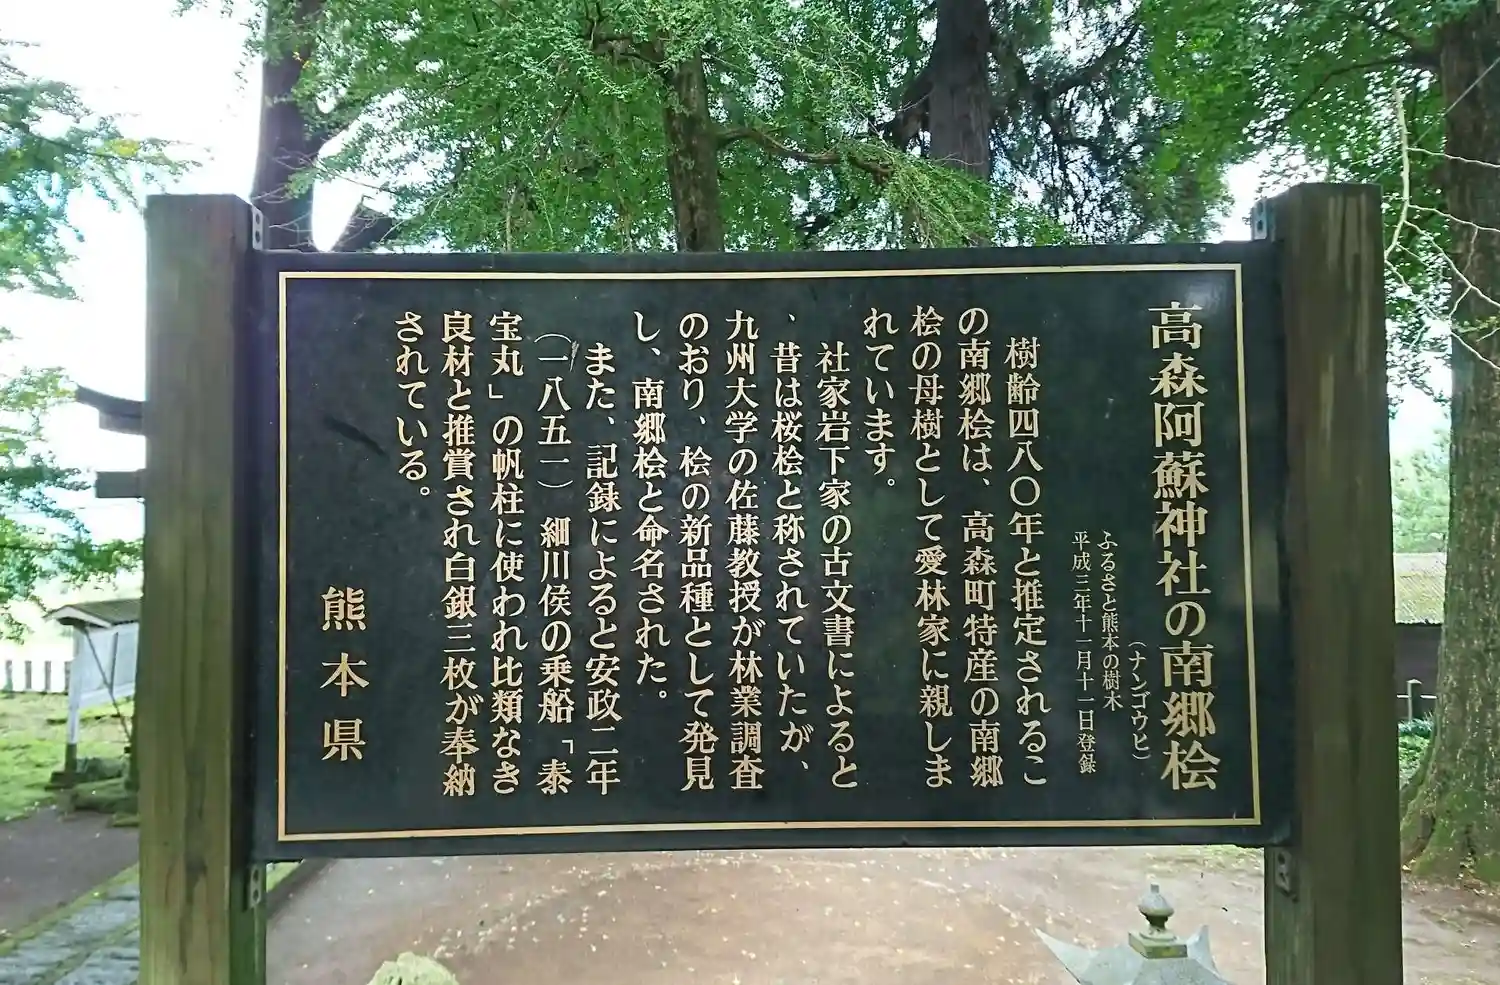 高森阿蘇神社の南郷桧
（ナンゴウヒ）
ふるさと熊本の樹木
平成三年十一月十一日登録
樹齢四八〇年と推定されるこ
の南郷桧は、高森町特産の南郷
桧の母樹として愛林家に親しま
れています。
社家岩下家の古文書によると
、昔は桜桧と称されていたが、
九州大学の佐藤教授が林業調査
のおり、桧の新品種として発見
し、南郷桧と命名された。
また、記録によると安政二年
（一八五一）細川侯の乗船「泰
宝丸」の帆柱に使われ比類なき
良材と推賞され白銀三枚が奉納
されている。
熊本県